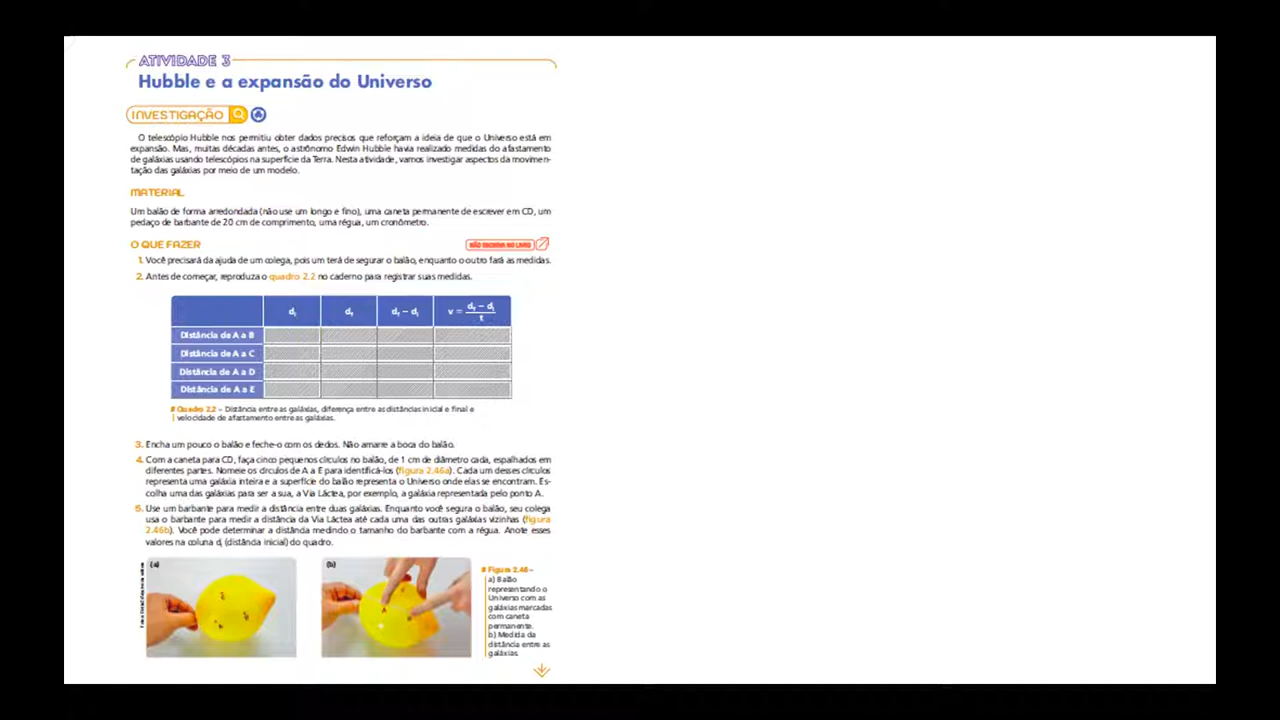 ATIVIDADE 3
Hubble e a expansão do Universo
INVESTIGAÇÃO
O telescópio Hubble nos permitiu obter dados precisos que reforçam a ideia de que o Universo está em
expansão. Mas, muitas décadas antes, o astrônomo Edwin Hubble havia realizado medidas do afastamento
de galáxias usando telescópios na superfície da Terra. Nesta atividade, vamos investigar aspectos da movimen-
tação das galáxias por meio de um modelo.
MATERIAL
Um balão de forma arredondada (não use um longo e fino), uma caneta permanente de escrever em CD, um
pedaço de barbante de 20 cm de comprimento, uma régua, um cronômetro.
O QUE FAZER
NÃO ESCREVA NO LIVRO
1. Você precisará da ajuda de um colega, pois um terá de segurar o balão, enquanto o outro fará as medidas.
2. Antes de começar, reproduza o quadro 2.2 no caderno para registrar suas medidas.
dᵢ d_f d_f – dᵢ v = (d_f – dᵢ)/t
Distância de A a B
Distância de A a C
Distância de A a D
Distância de A a E
Quadro 2.2 – Distância entre as galáxias, diferença entre as distâncias inicial e final e
velocidade de afastamento entre as galáxias.
3. Encha um pouco o balão e feche-o com os dedos. Não amarre a boca do balão.
4. Com a caneta para CD, faça cinco pequenos círculos no balão, de 1 cm de diâmetro cada, espalhados em
diferentes partes. Nomeie os círculos de A a E para identificá-los (figura 2.46a). Cada um desses círculos
representa uma galáxia inteira e a superfície do balão representa o Universo onde elas se encontram. Es-
colha uma das galáxias para ser a sua, a Via Láctea, por exemplo, a galáxia representada pelo ponto A.
5. Use um barbante para medir a distância entre duas galáxias. Enquanto você segura o balão, seu colega
usa o barbante para medir a distância da Via Láctea até cada uma das outras galáxias vizinhas (figura
2.46b). Você pode determinar a distância medindo o tamanho do barbante com a régua. Anote esses
valores na coluna dᵢ (distância inicial) do quadro.
(a)
(b)
Figura 2.46 –
a) Balão
representando o
Universo com as
galáxias marcadas
com caneta
permanente.
b) Medida da
distância entre as
galáxias.